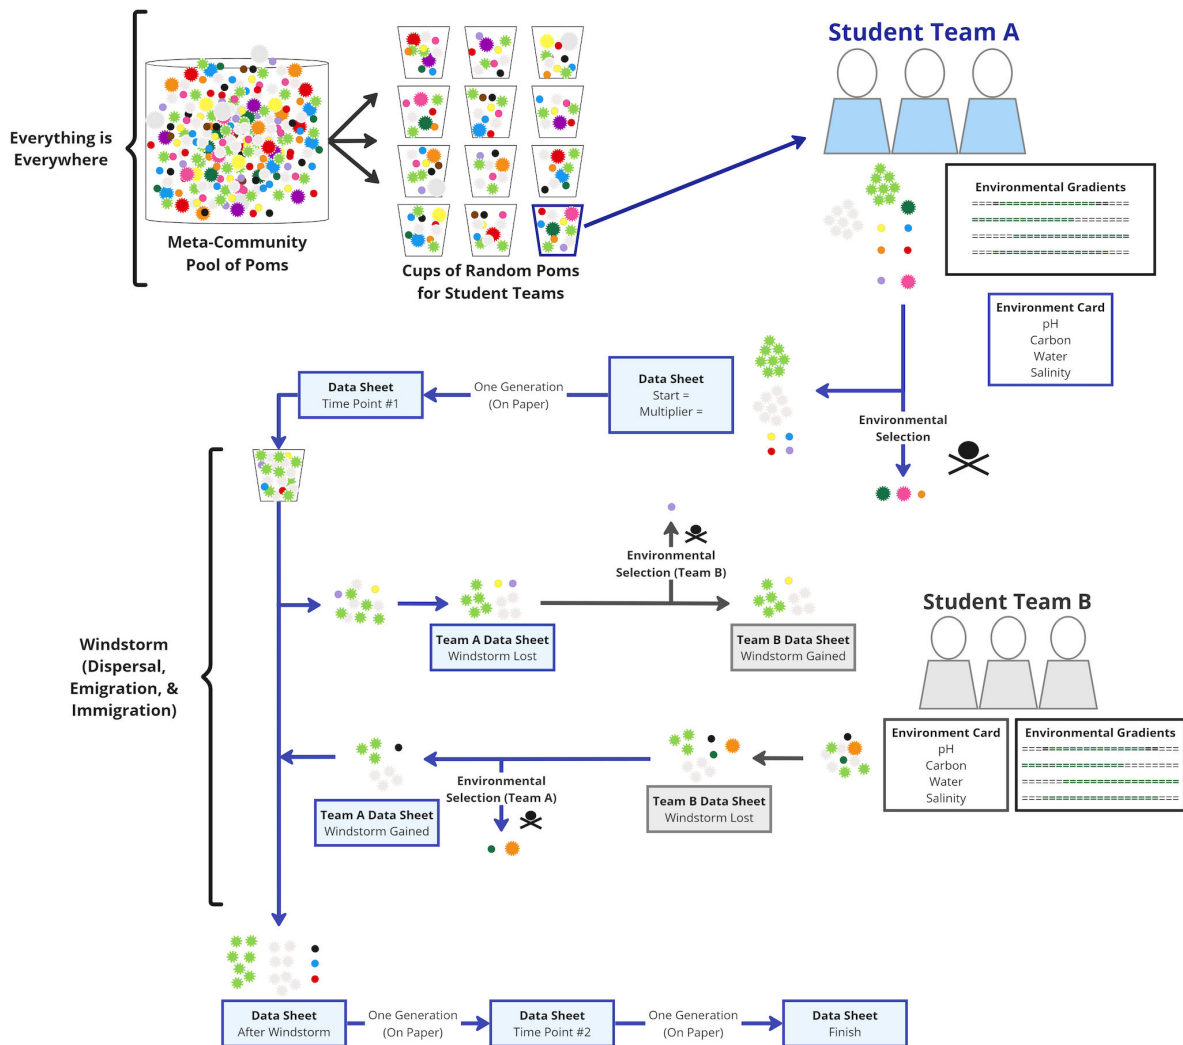 Everything is
Everywhere
Meta-Community
Pool of Poms
Cups of Random Poms
for Student Teams
Student Team A
Environmental Gradients
===========================
===========================
===========================
===========================
Environment Card
pH
Carbon
Water
Salinity
Environmental
Selection
Data Sheet
Start =
Multiplier =
One Generation
(On Paper)
Data Sheet
Time Point #1
Windstorm
(Dispersal,
Emigration, &
Immigration)
Team A Data Sheet
Windstorm Lost
Environmental
Selection (Team B)
Team B Data Sheet
Windstorm Gained
Student Team B
Environment Card
pH
Carbon
Water
Salinity
Environmental Gradients
===========================
===========================
===========================
===========================
Team B Data Sheet
Windstorm Lost
Environmental
Selection (Team A)
Team A Data Sheet
Windstorm Gained
Data Sheet
After Windstorm
One Generation
(On Paper)
Data Sheet
Time Point #2
One Generation
(On Paper)
Data Sheet
Finish